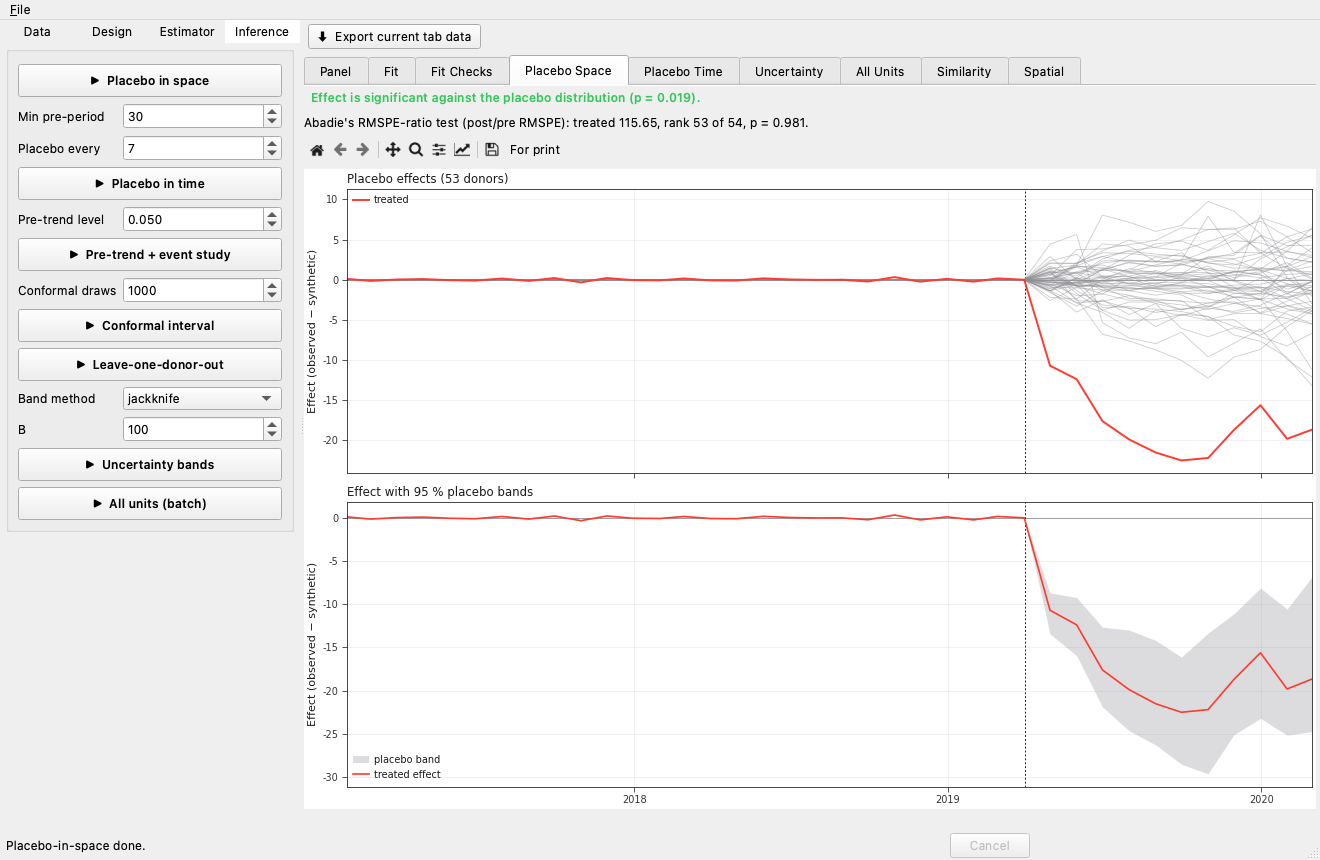 File
Data Design Estimator Inference
Export current tab data
Panel Fit Fit Checks Placebo Space Placebo Time Uncertainty All Units Similarity Spatial
Placebo in space
Min pre-period 30
Placebo every 7
Placebo in time
Pre-trend level 0.050
Pre-trend + event study
Conformal draws 1000
Conformal interval
Leave-one-donor-out
Band method jackknife
B 100
Uncertainty bands
All units (batch)
Effect is significant against the placebo distribution (p = 0.019).
Abadie's RMSPE-ratio test (post/pre RMSPE): treated 115.65, rank 53 of 54, p = 0.981.
For print
Placebo effects (53 donors)
treated
Effect (observed − synthetic)
10
5
0
-5
-10
-15
-20
Effect with 95 % placebo bands
Effect (observed − synthetic)
0
-5
-10
-15
-20
-25
-30
placebo band
treated effect
2018 2019 2020
Placebo-in-space done.
Cancel